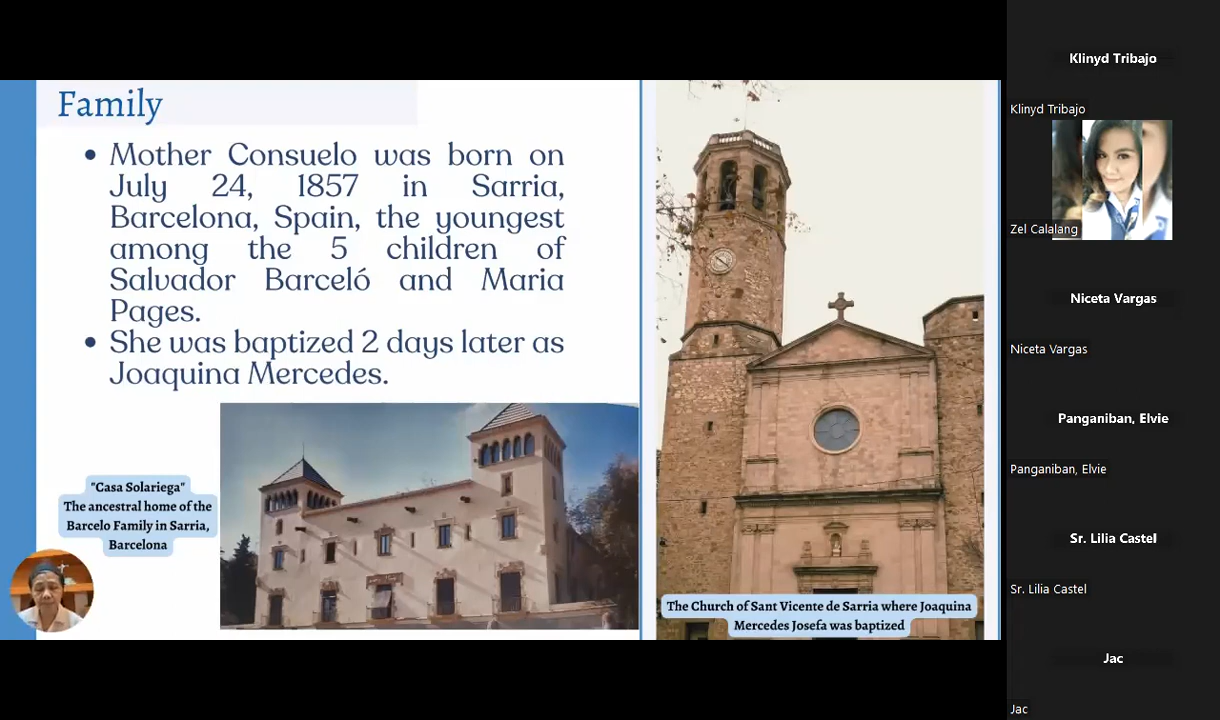 Family
• Mother Consuelo was born on
July 24, 1857 in Sarria,
Barcelona, Spain, the youngest
among the 5 children of
Salvador Barceló and Maria
Pages.
• She was baptized 2 days later as
Joaquina Mercedes.
"Casa Solariega"
The ancestral home of the
Barcelo Family in Sarria,
Barcelona
The Church of Sant Vicente de Sarria where Joaquina
Mercedes Josefa was baptized
Klinyd Tribajo
Klinyd Tribajo
Zel Calalang
Niceta Vargas
Niceta Vargas
Panganiban, Elvie
Panganiban, Elvie
Sr. Lilia Castel
Sr. Lilia Castel
Jac
Jac